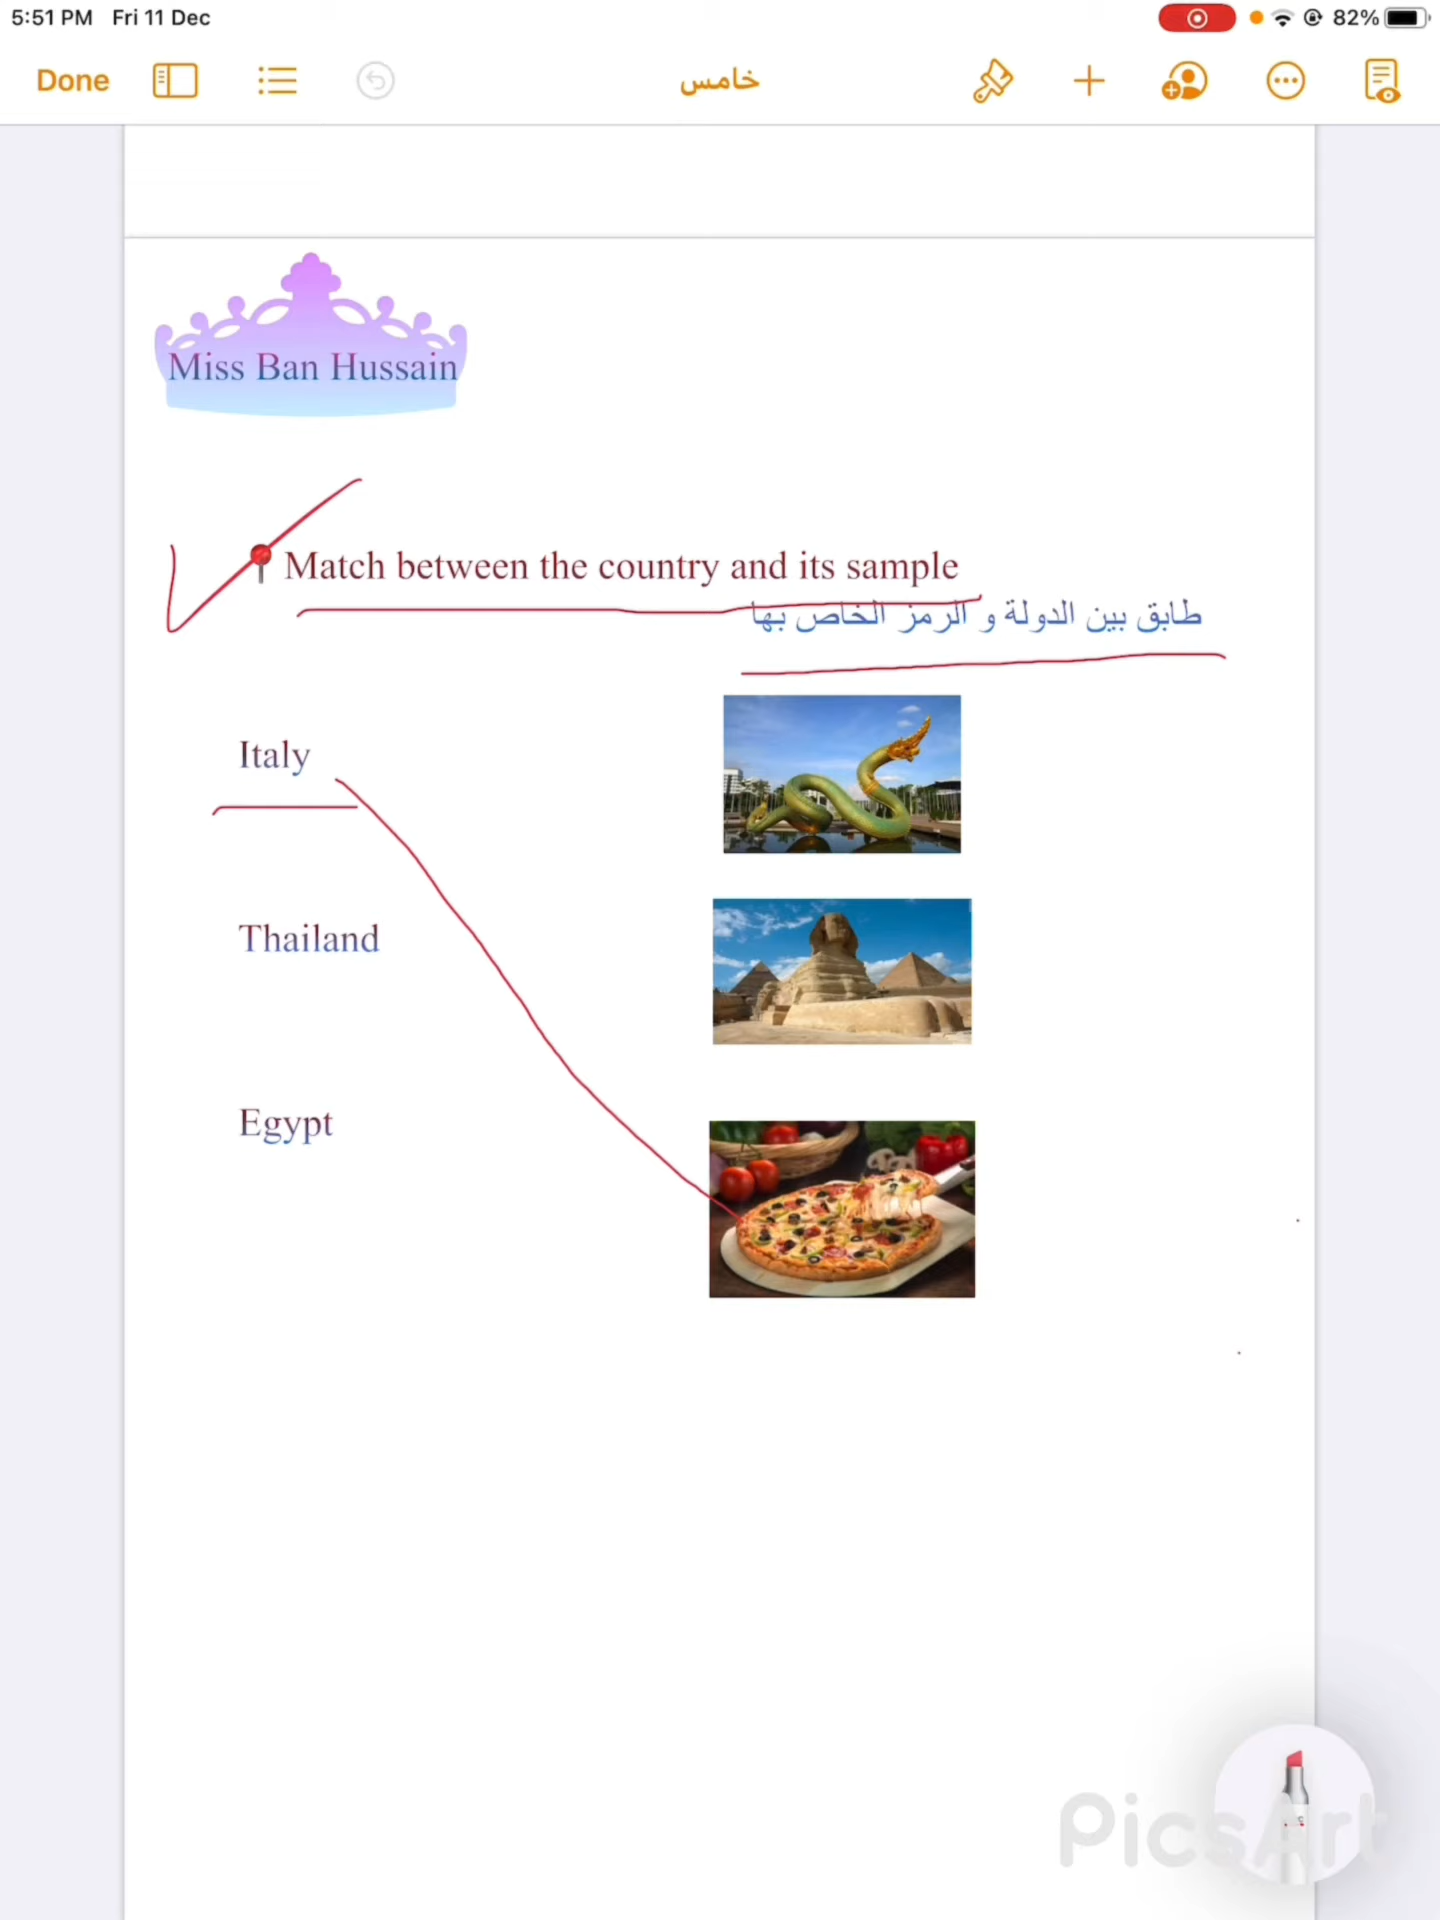 5:51 PM Fri 11 Dec 82%
Done خامس
Miss Ban Hussain
Match between the country and its sample
طابق بين الدولة و الرمز الخاص بها
Italy
Thailand
Egypt
PicsArt